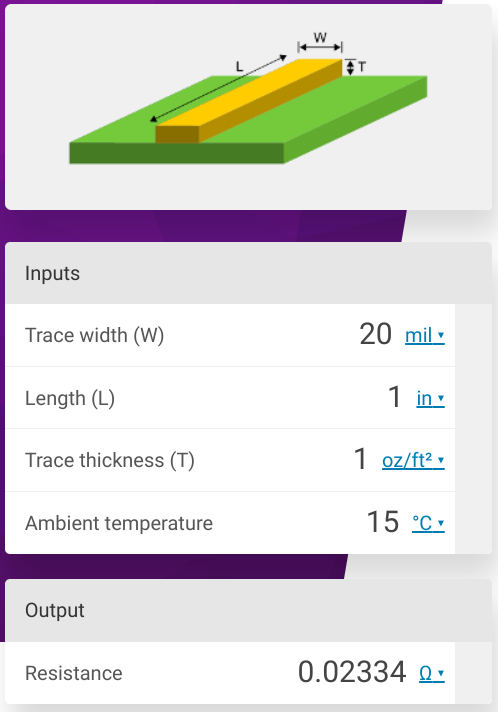 W
L
T
Inputs
Trace width (W) 20 mil ▾
Length (L) 1 in ▾
Trace thickness (T) 1 oz/ft² ▾
Ambient temperature 15 °C ▾
Output
Resistance 0.02334 Ω ▾